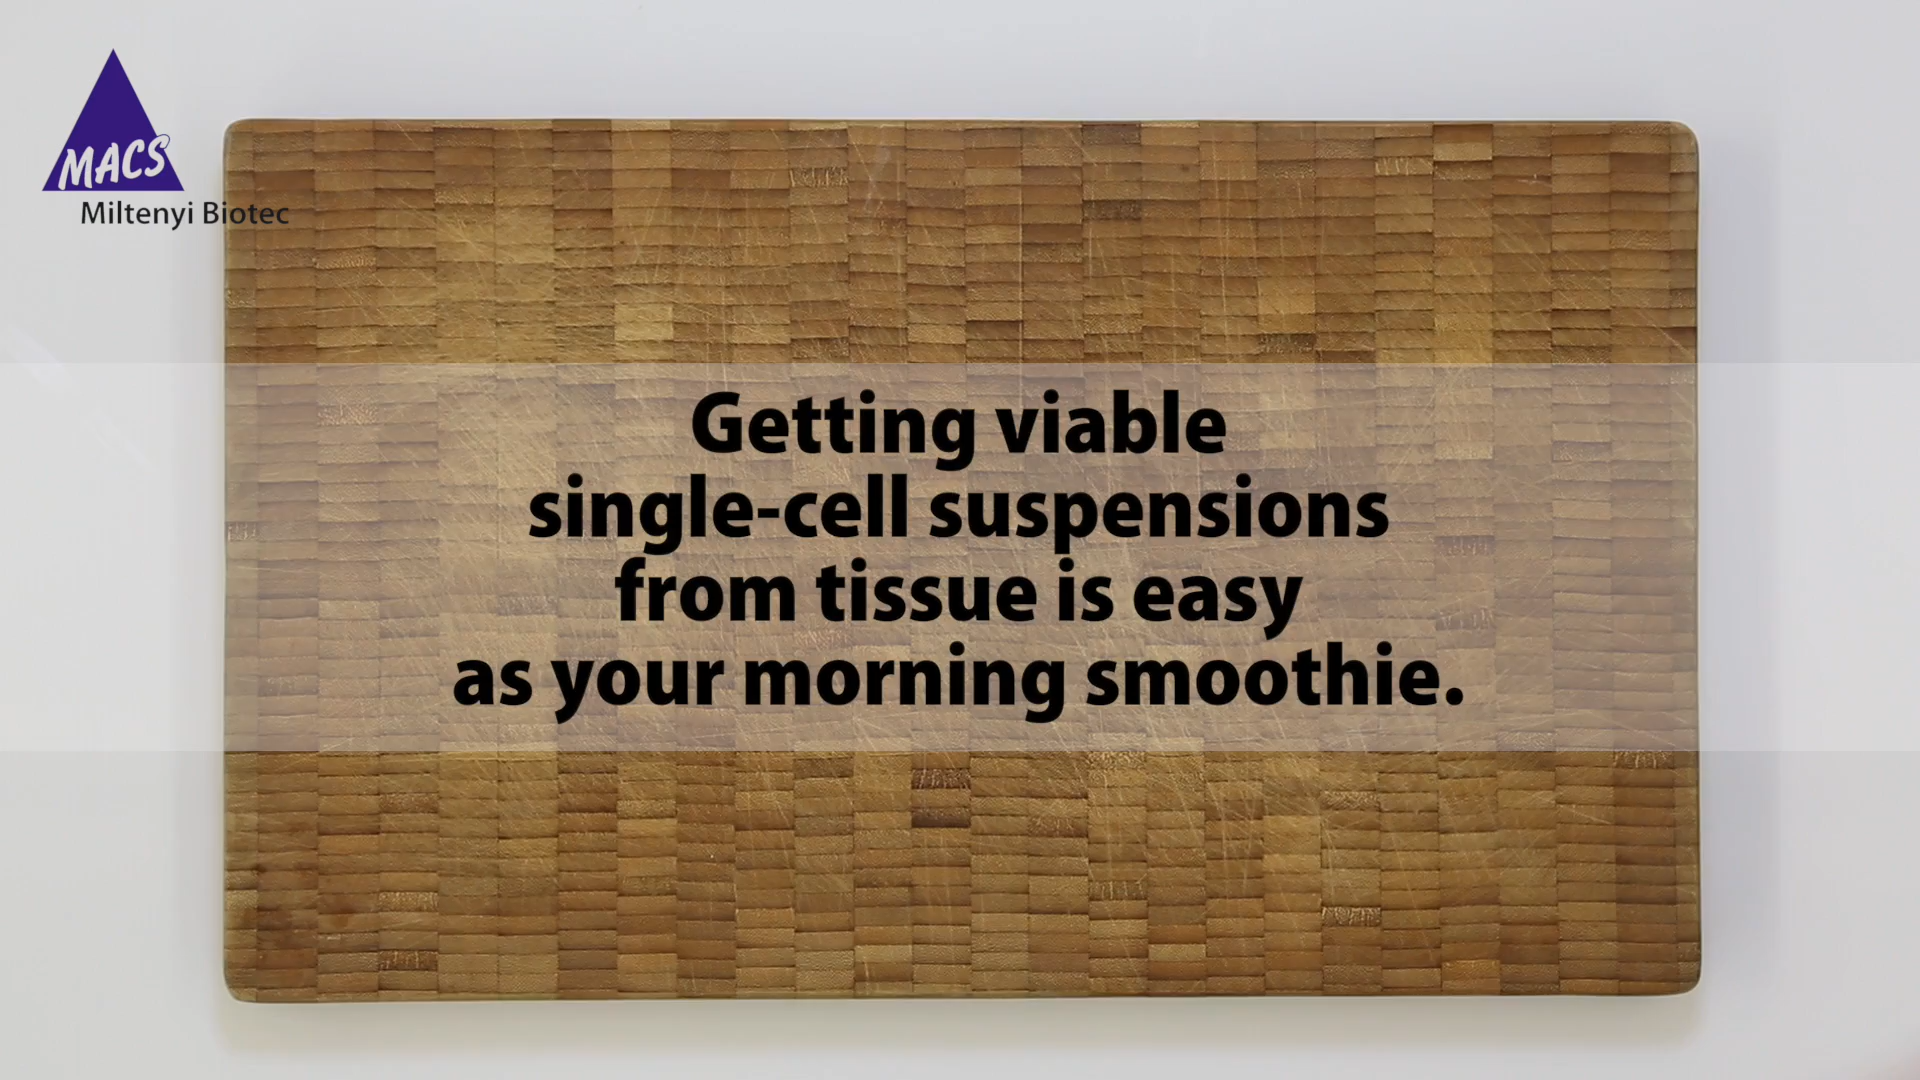 MACS
Miltenyi Biotec
Getting viable
single-cell suspensions
from tissue is easy
as your morning smoothie.